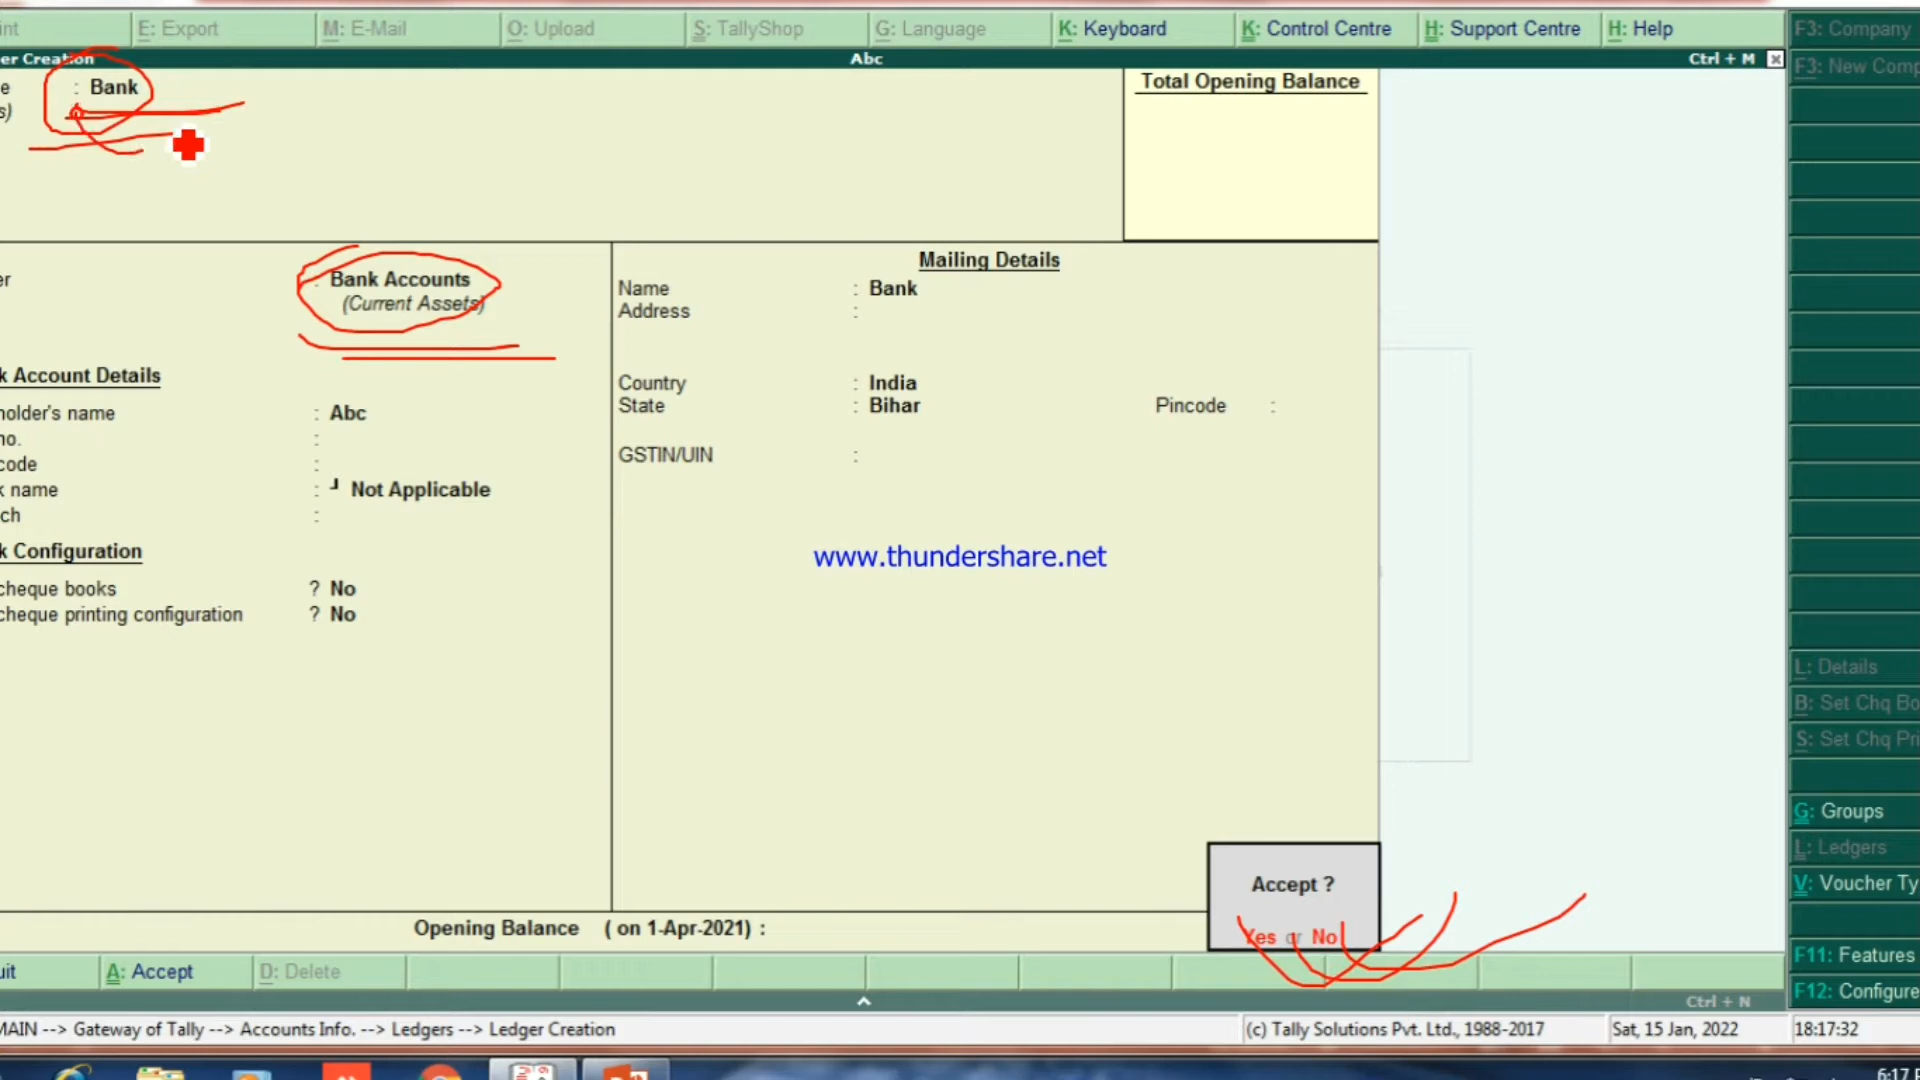 int E: Export M: E-Mail O: Upload S: TallyShop G: Language K: Keyboard K: Control Centre H: Support Centre H: Help F3: Company
er Creation Abc Ctrl + M
F3: New Comp
e : Bank
s)
Total Opening Balance
er : Bank Accounts
(Current Assets)
k Account Details
holder's name : Abc
no. :
code :
k name : ┘ Not Applicable
ch :
k Configuration
cheque books ? No
cheque printing configuration ? No
Mailing Details
Name : Bank
Address :
Country : India
State : Bihar Pincode :
GSTIN/UIN :
www.thundershare.net
L: Details
B: Set Chq Bo
S: Set Chq Pri
G: Groups
L: Ledgers
V: Voucher Ty
F11: Features
F12: Configure
Accept ?
Yes or No
Opening Balance ( on 1-Apr-2021) :
uit A: Accept D: Delete
Ctrl + N
MAIN --> Gateway of Tally --> Accounts Info. --> Ledgers --> Ledger Creation (c) Tally Solutions Pvt. Ltd., 1988-2017 Sat, 15 Jan, 2022 18:17:32
6:17 P